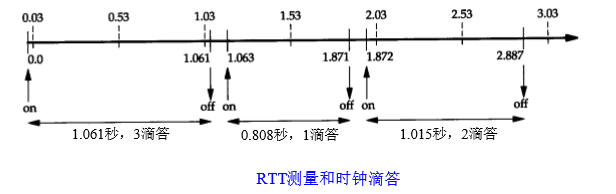 0.03 0.53 1.03 1.53 2.03 2.53 3.03
0.0 1.061 1.063 1.871 1.872 2.887
on off on off on off
1.061秒，3滴答 0.808秒，1滴答 1.015秒，2滴答
RTT测量和时钟滴答